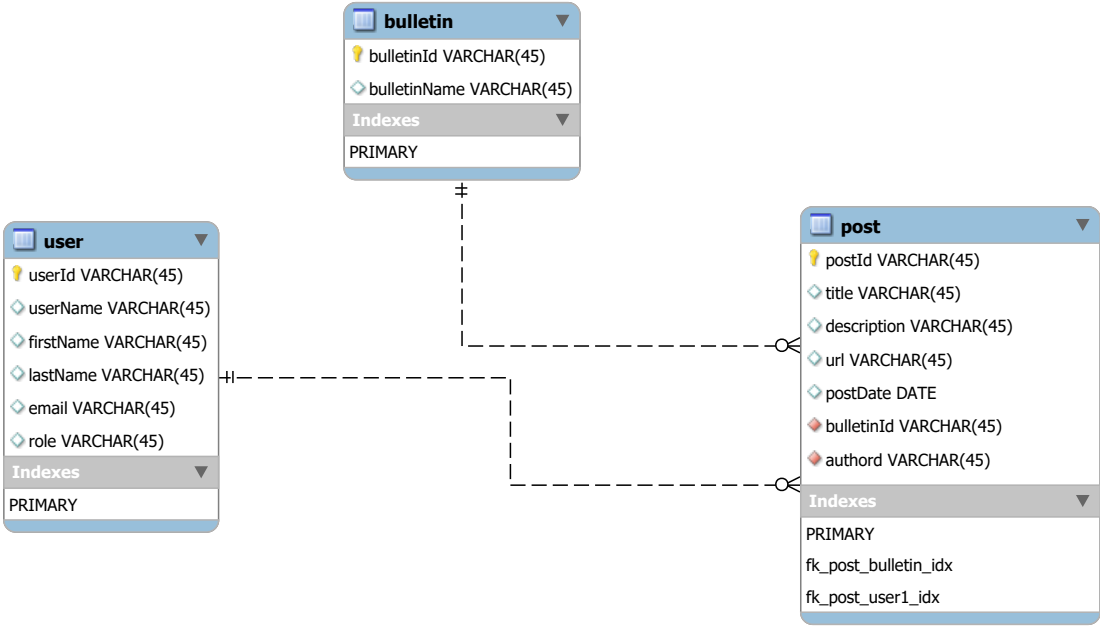 bulletin
bulletinId VARCHAR(45)
bulletinName VARCHAR(45)
Indexes
PRIMARY
user
userId VARCHAR(45)
userName VARCHAR(45)
firstName VARCHAR(45)
lastName VARCHAR(45)
email VARCHAR(45)
role VARCHAR(45)
Indexes
PRIMARY
post
postId VARCHAR(45)
title VARCHAR(45)
description VARCHAR(45)
url VARCHAR(45)
postDate DATE
bulletinId VARCHAR(45)
authord VARCHAR(45)
Indexes
PRIMARY
fk_post_bulletin_idx
fk_post_user1_idx